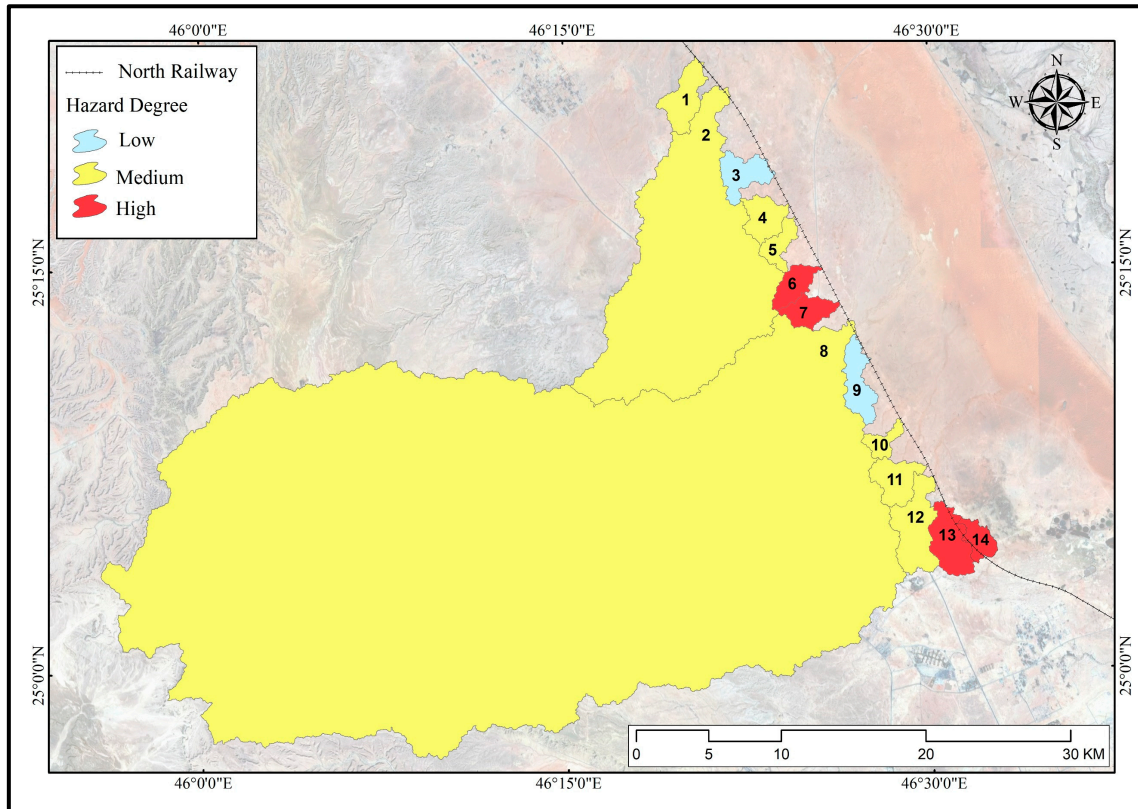 46°0'0"E 46°15'0"E 46°30'0"E
North Railway
Hazard Degree
Low
Medium
High
N
W E
S
25°15'0"N 25°15'0"N
25°0'0"N 25°0'0"N
1
2
3
4
5
6
7
8
9
10
11
12
13 14
0 5 10 20 30 KM
46°0'0"E 46°15'0"E 46°30'0"E